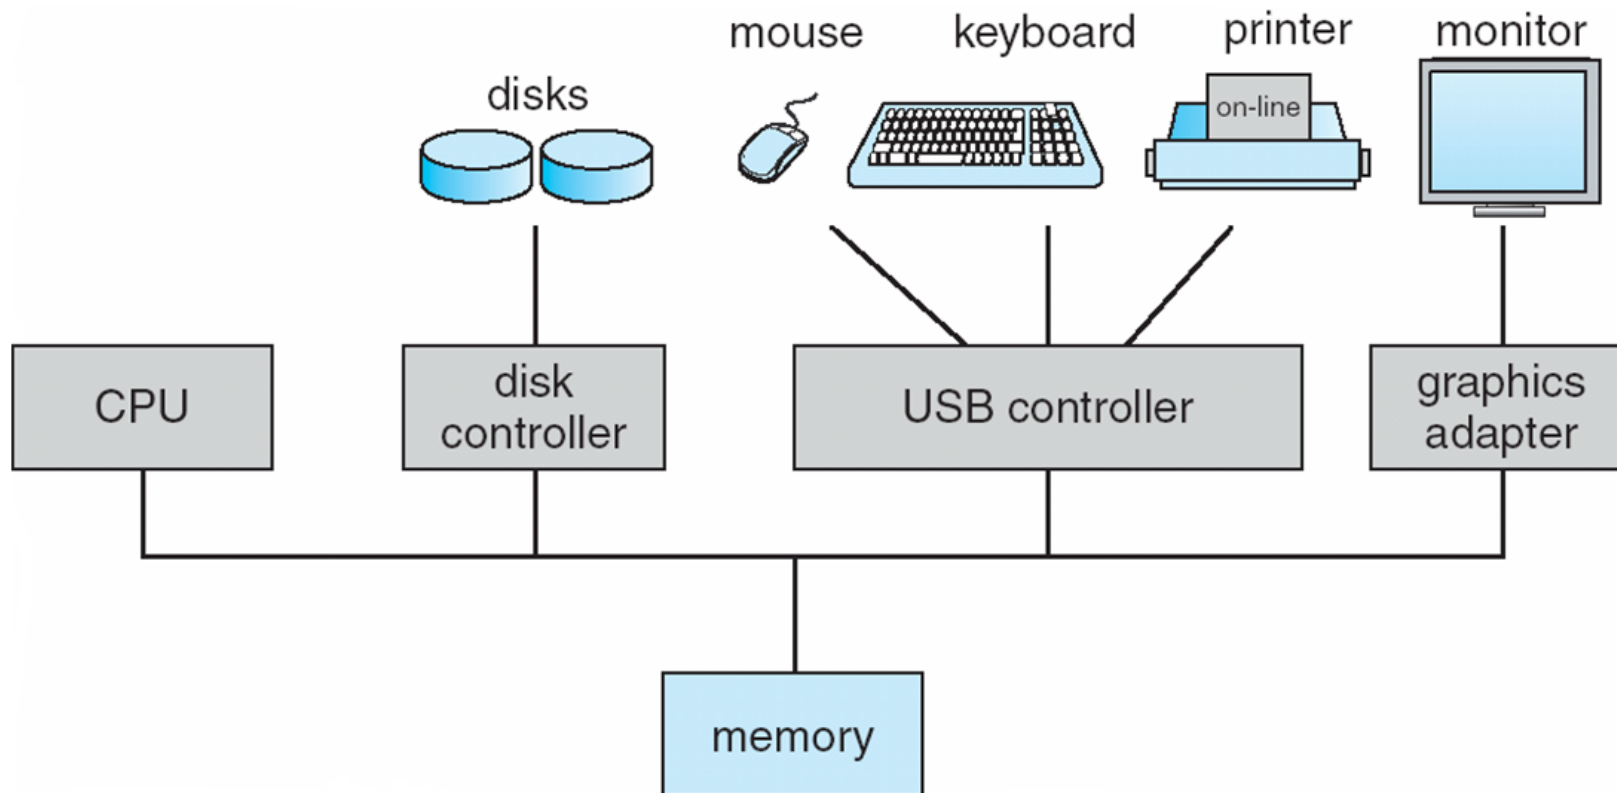 mouse
keyboard
printer
monitor
disks
on-line
CPU
disk
controller
USB controller
graphics
adapter
memory